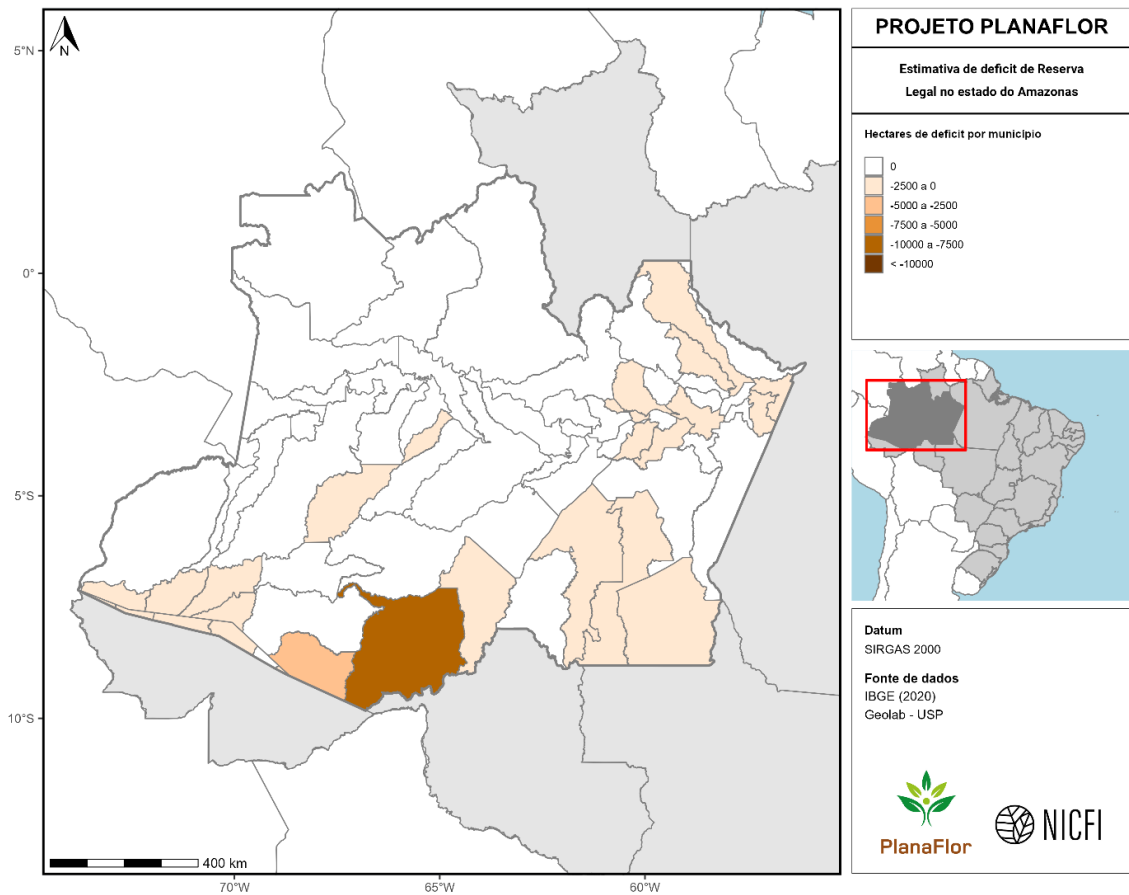 PROJETO PLANAFLOR
Estimativa de deficit de Reserva
Legal no estado do Amazonas
Hectares de deficit por município
0
-2500 a 0
-5000 a -2500
-7500 a -5000
-10000 a -7500
< -10000
Datum
SIRGAS 2000
Fonte de dados
IBGE (2020)
Geolab - USP
PlanaFlor
NICFI
N
5°N
0°
5°S
10°S
400 km
70°W
65°W
60°W